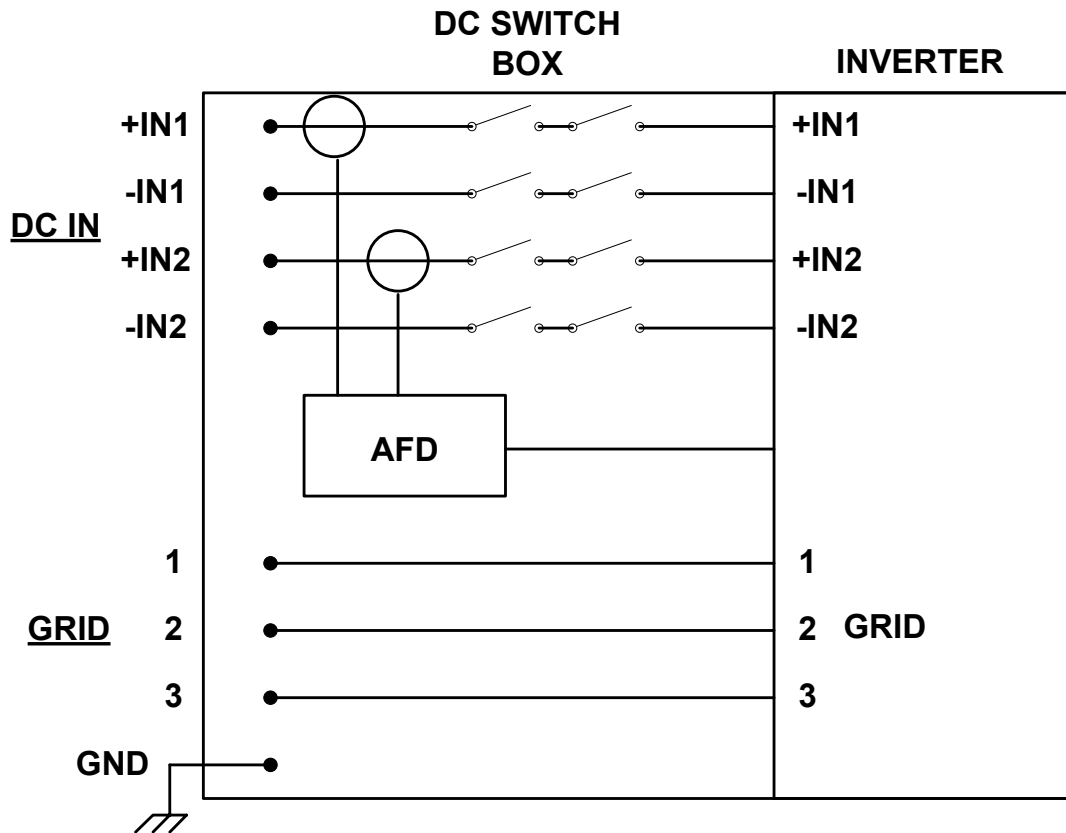 DC SWITCH
BOX
INVERTER
+IN1
+IN1
-IN1
-IN1
DC IN
+IN2
+IN2
-IN2
-IN2
AFD
1
1
GRID
2
2 GRID
3
3
GND